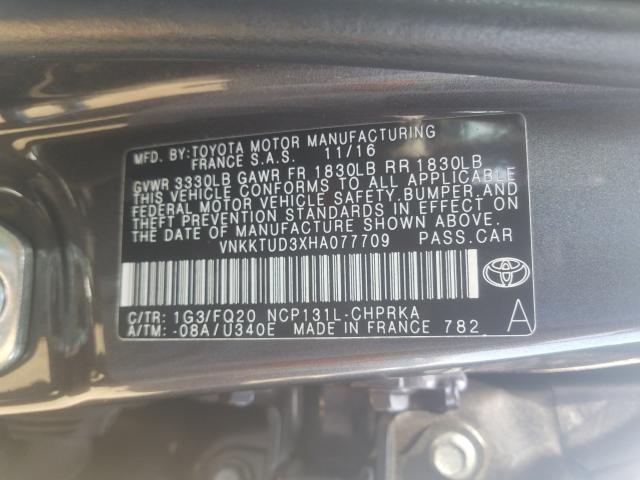 MFD. BY: TOYOTA MOTOR MANUFACTURING
FRANCE S.A.S. 11/16
GVWR 3330LB GAWR FR 1830LB RR 1830LB
THIS VEHICLE CONFORMS TO ALL APPLICABLE
FEDERAL MOTOR VEHICLE SAFETY, BUMPER, AND
THEFT PREVENTION STANDARDS IN EFFECT ON
THE DATE OF MANUFACTURE SHOWN ABOVE.
VNKKTUD3XHA077709 PASS. CAR
C/TR: 1G3/FQ20 NCP131L-CHPRKA
A/TM: -08A/U340E MADE IN FRANCE 782 A